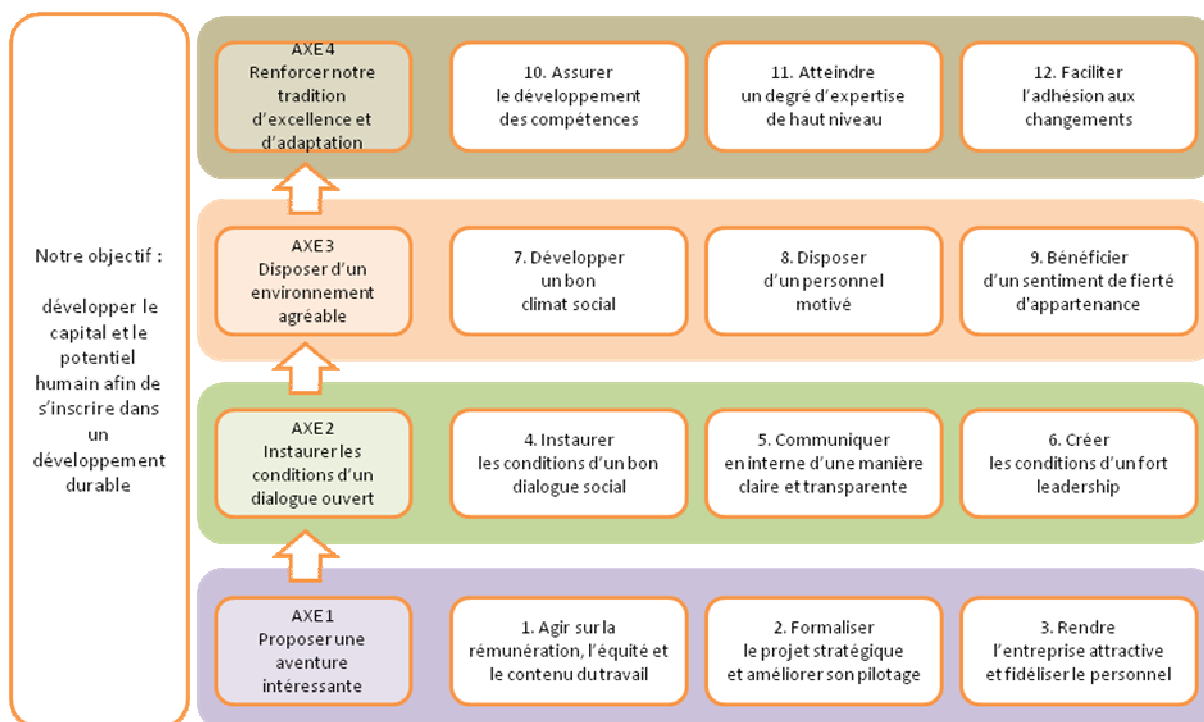 Notre objectif :
développer le
capital et le
potentiel
humain afin de
s'inscrire dans
un
développement
durable
AXE4
Renforcer notre
tradition
d'excellence et
d'adaptation
10. Assurer
le développement
des compétences
11. Atteindre
un degré d'expertise
de haut niveau
12. Faciliter
l'adhésion aux
changements
AXE3
Disposer d'un
environnement
agréable
7. Développer
un bon
climat social
8. Disposer
d'un personnel
motivé
9. Bénéficier
d'un sentiment de fierté
d'appartenance
AXE2
Instaurer les
conditions d'un
dialogue ouvert
4. Instaurer
les conditions d'un bon
dialogue social
5. Communiquer
en interne d'une manière
claire et transparente
6. Créer
les conditions d'un fort
leadership
AXE1
Proposer une
aventure
intéressante
1. Agir sur la
rémunération, l'équité et
le contenu du travail
2. Formaliser
le projet stratégique
et améliorer son pilotage
3. Rendre
l'entreprise attractive
et fidéliser le personnel